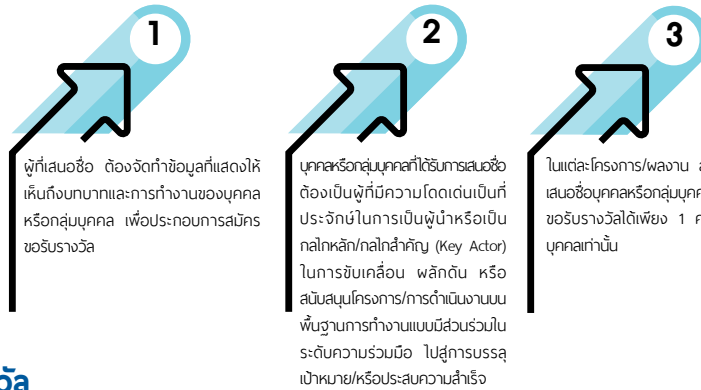 1
ผู้ที่เสนอชื่อ ต้องจัดทำข้อมูลที่แสดงให้
เห็นถึงบทบาทและการทำงานของบุคคล
หรือกลุ่มบุคคล เพื่อประกอบการสมัคร
ขอรับรางวัล
2
บุคคลหรือกลุ่มบุคคลที่ได้รับการเสนอชื่อ
ต้องเป็นผู้ที่มีความโดดเด่นเป็นที่
ประจักษ์ในการเป็นผู้นำหรือเป็น
กลไกหลัก/กลไกสำคัญ (Key Actor)
ในการขับเคลื่อน ผลักดัน หรือ
สนับสนุนโครงการ/การดำเนินงานบน
พื้นฐานการทำงานแบบมีส่วนร่วมใน
ระดับความร่วมมือ ไปสู่การบรรลุ
เป้าหมาย/หรือประสบความสำเร็จ
3
ในแต่ละโครงการ/ผลงาน
เสนอชื่อบุคคลหรือกลุ่มบุค
ขอรับรางวัลได้เพียง 1
บุคคลเท่านั้น